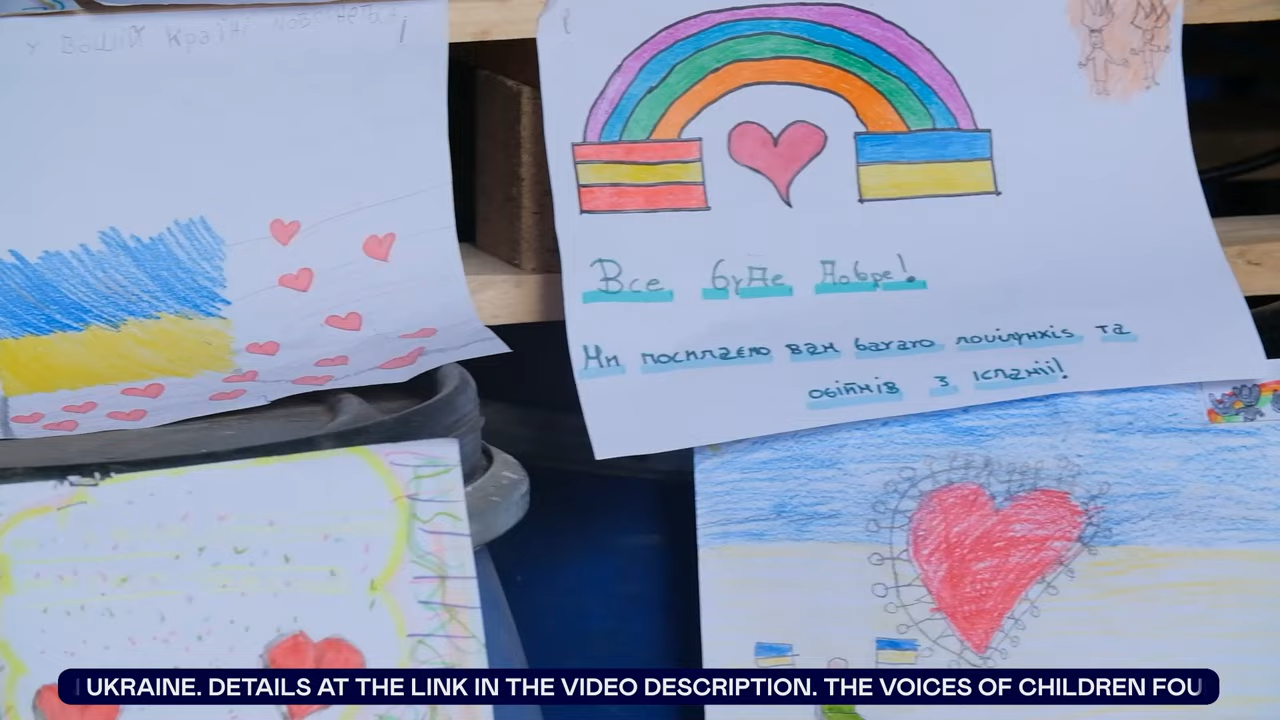 у вашій країні
Все буде добре!
Ми посилаємо вам багато поцілунків та
обіймів з Іспанії!
UKRAINE. DETAILS AT THE LINK IN THE VIDEO DESCRIPTION. THE VOICES OF CHILDREN FOU